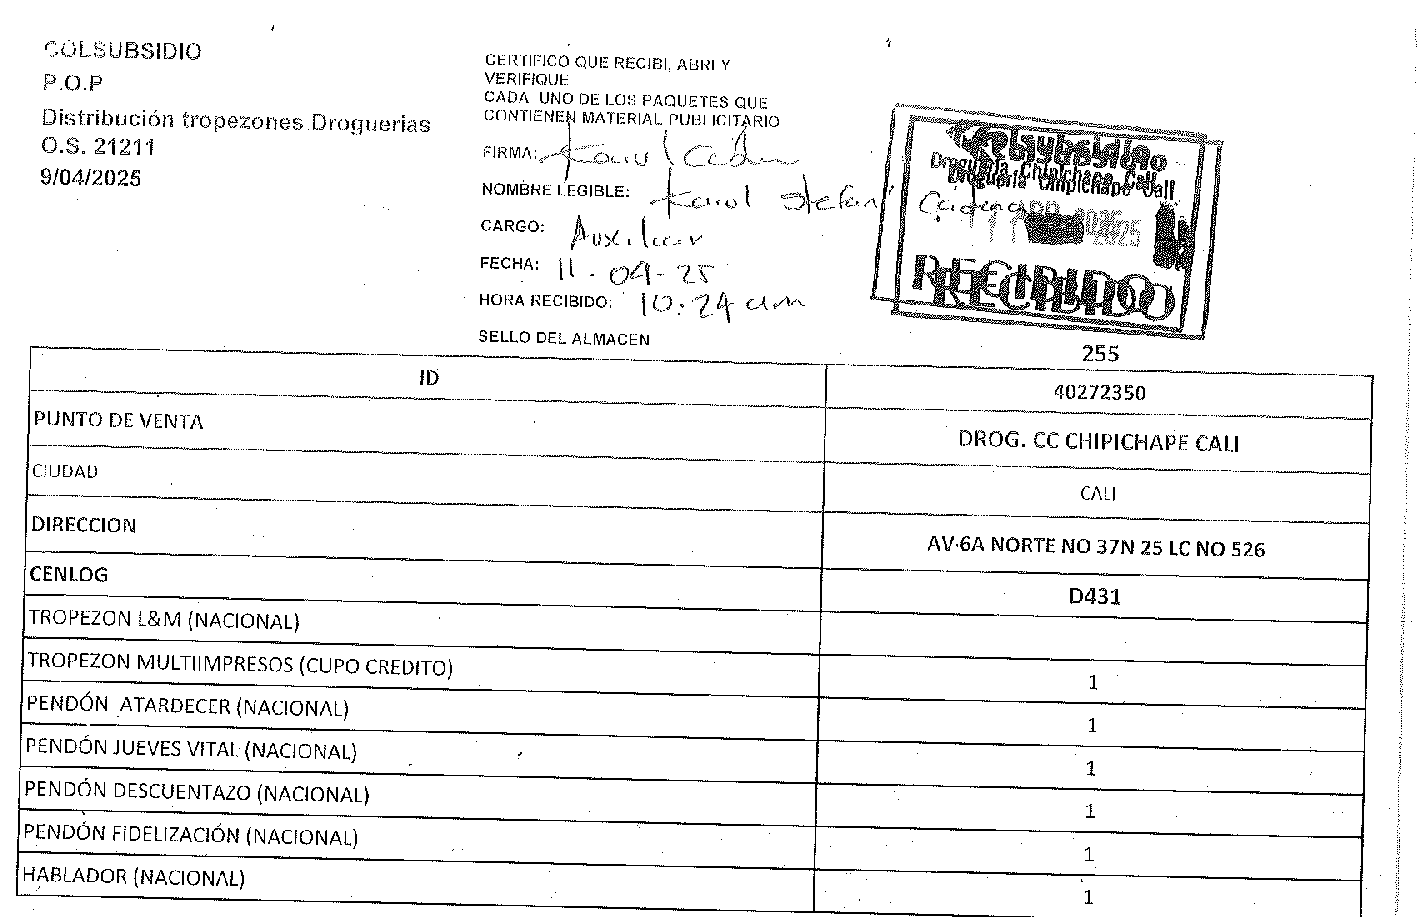 COLSUBSIDIO
P.O.P
Distribución tropezones Droguerias
O.S. 21211
9/04/2025
CERTIFICO QUE RECIBI, ABRI Y
VERIFIQUE
CADA UNO DE LOS PAQUETES QUE
CONTIENEN MATERIAL PUBLICITARIO
FIRMA: Karol
NOMBRE LEGIBLE: Karol Stefani
CARGO: Auxiliar
FECHA: 11-04-25
HORA RECIBIDO: 10:24 am
SELLO DEL ALMACEN
Colsubsidio
Droguería Chipichape Cali
2025
RECIBIDO
255
ID 40272350
PUNTO DE VENTA DROG. CC CHIPICHAPE CALI
CIUDAD CALI
DIRECCION AV 6A NORTE NO 37N 25 LC NO 526
CENLOG D431
TROPEZON L&M (NACIONAL)
TROPEZON MULTIIMPRESOS (CUPO CREDITO) 1
PENDÓN ATARDECER (NACIONAL) 1
PENDÓN JUEVES VITAL (NACIONAL) 1
PENDÓN DESCUENTAZO (NACIONAL) 1
PENDÓN FIDELIZACIÓN (NACIONAL) 1
HABLADOR (NACIONAL) 1